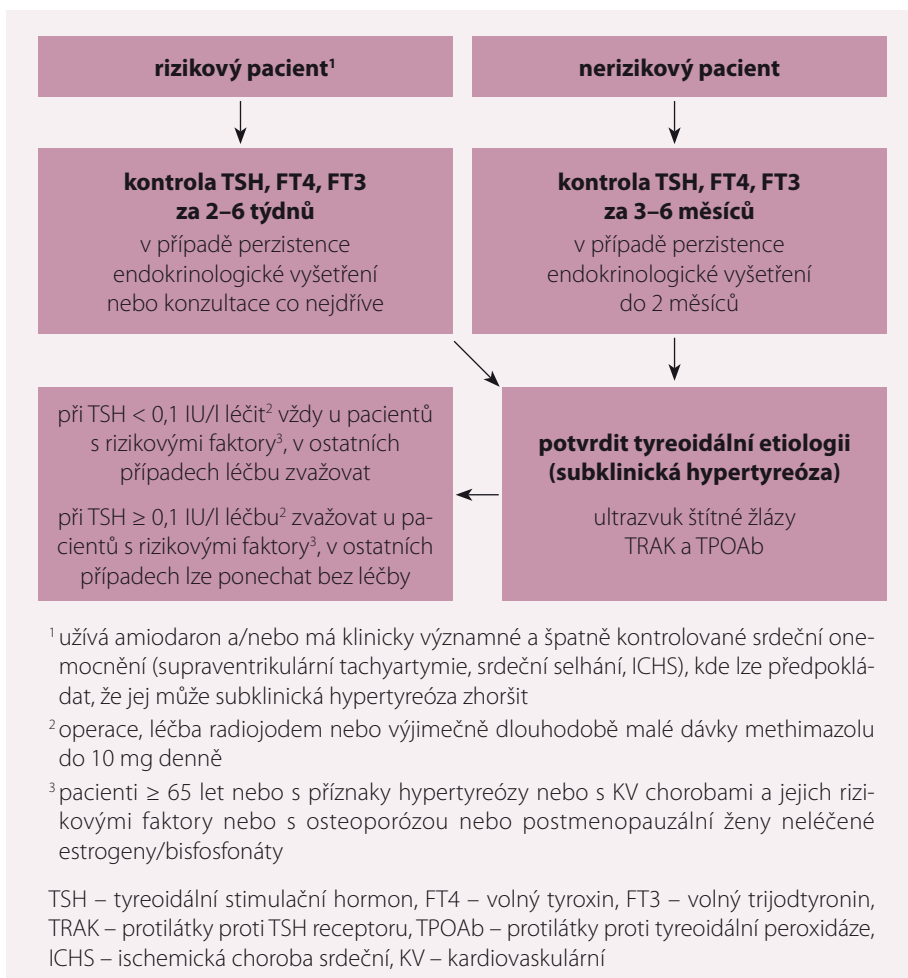 rizikový pacient1
nerizikový pacient
kontrola TSH, FT4, FT3
za 2–6 týdnů
v případě perzistence
endokrinologické vyšetření
nebo konzultace co nejdříve
kontrola TSH, FT4, FT3
za 3–6 měsíců
v případě perzistence
endokrinologické vyšetření
do 2 měsíců
při TSH < 0,1 IU/l léčit2 vždy u pacientů
s rizikovými faktory3, v ostatních
případech léčbu zvažovat
při TSH ≥ 0,1 IU/l léčbu2 zvažovat u pa-
cientů s rizikovými faktory3, v ostatních
případech lze ponechat bez léčby
potvrdit tyreoidální etiologii
(subklinická hypertyreóza)
ultrazvuk štítné žlázy
TRAK a TPOAb
1 užívá amiodaron a/nebo má klinicky významné a špatně kontrolované srdeční one-
mocnění (supraventrikulární tachyartymie, srdeční selhání, ICHS), kde lze předpoklá-
dat, že jej může subklinická hypertyreóza zhoršit
2 operace, léčba radiojodem nebo výjimečně dlouhodobě malé dávky methimazolu
do 10 mg denně
3 pacienti ≥ 65 let nebo s příznaky hypertyreózy nebo s KV chorobami a jejich rizi-
kovými faktory nebo s osteoporózou nebo postmenopauzální ženy neléčené
estrogeny/bisfosfonáty
TSH – tyreoidální stimulační hormon, FT4 – volný tyroxin, FT3 – volný trijodtyronin,
TRAK – protilátky proti TSH receptoru, TPOAb – protilátky proti tyreoidální peroxidáze,
ICHS – ischemická choroba srdeční, KV – kardiovaskulární